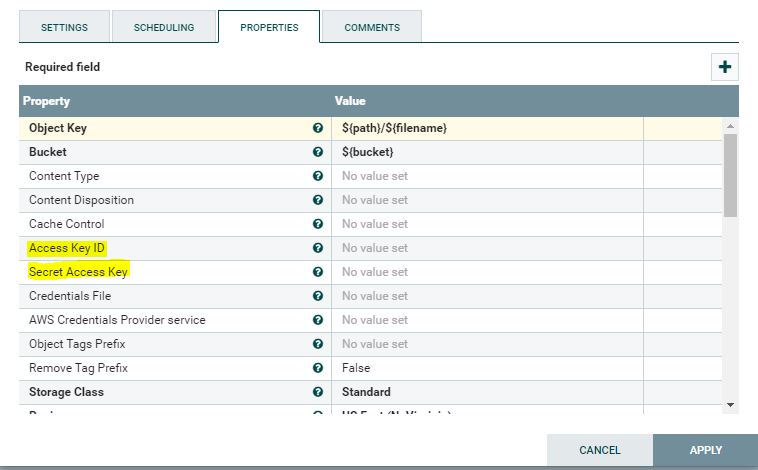 SETTINGS SCHEDULING PROPERTIES COMMENTS
Required field
Property Value
Object Key ${path}/${filename}
Bucket ${bucket}
Content Type No value set
Content Disposition No value set
Cache Control No value set
Access Key ID No value set
Secret Access Key No value set
Credentials File No value set
AWS Credentials Provider service No value set
Object Tags Prefix No value set
Remove Tag Prefix False
Storage Class Standard
CANCEL APPLY